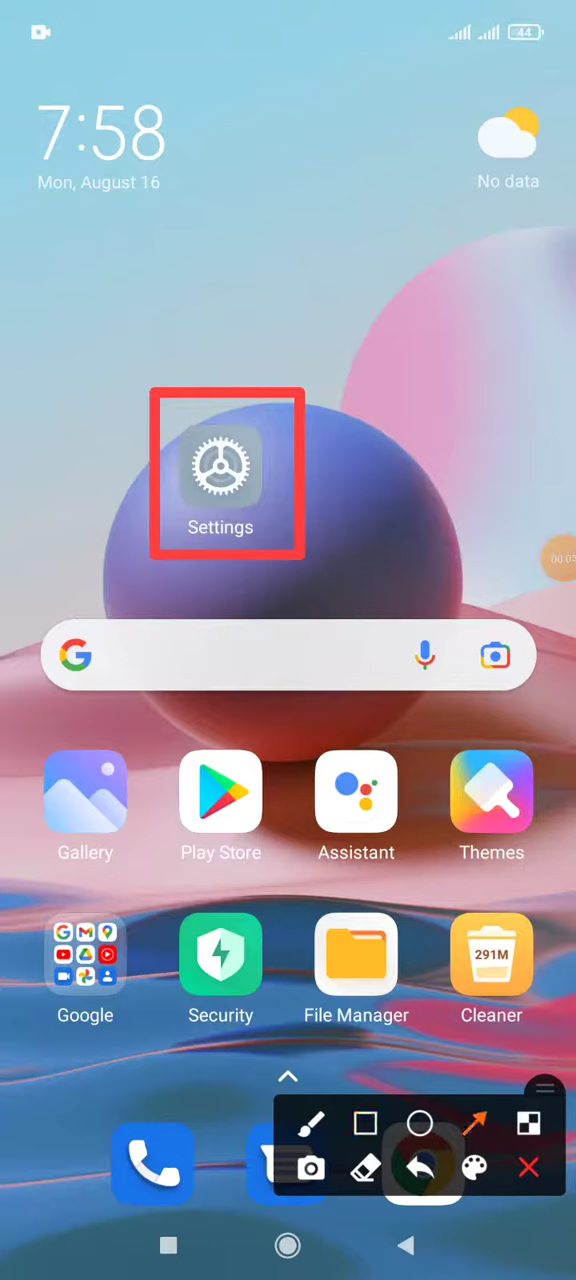 44
7:58
Mon, August 16
No data
Settings
Gallery
Play Store
Assistant
Themes
291M
Google
Security
File Manager
Cleaner